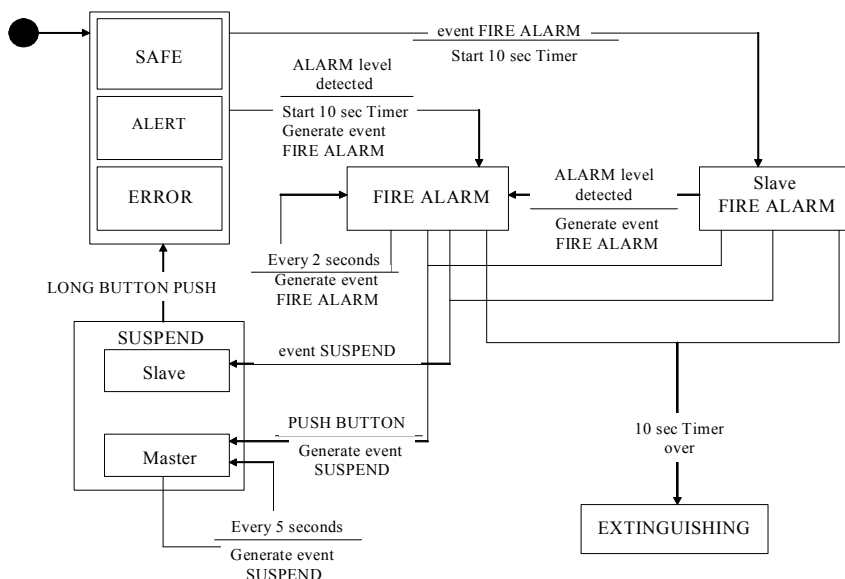 SAFE
ALERT
ERROR
event FIRE ALARM
Start 10 sec Timer
ALARM level
detected
Start 10 sec Timer
Generate event
FIRE ALARM
FIRE ALARM
ALARM level
detected
Generate event
FIRE ALARM
Slave
FIRE ALARM
Every 2 seconds
Generate event
FIRE ALARM
LONG BUTTON PUSH
SUSPEND
Slave
event SUSPEND
Master
PUSH BUTTON
Generate event
SUSPEND
10 sec Timer
over
Every 5 seconds
Generate event
SUSPEND
EXTINGUISHING